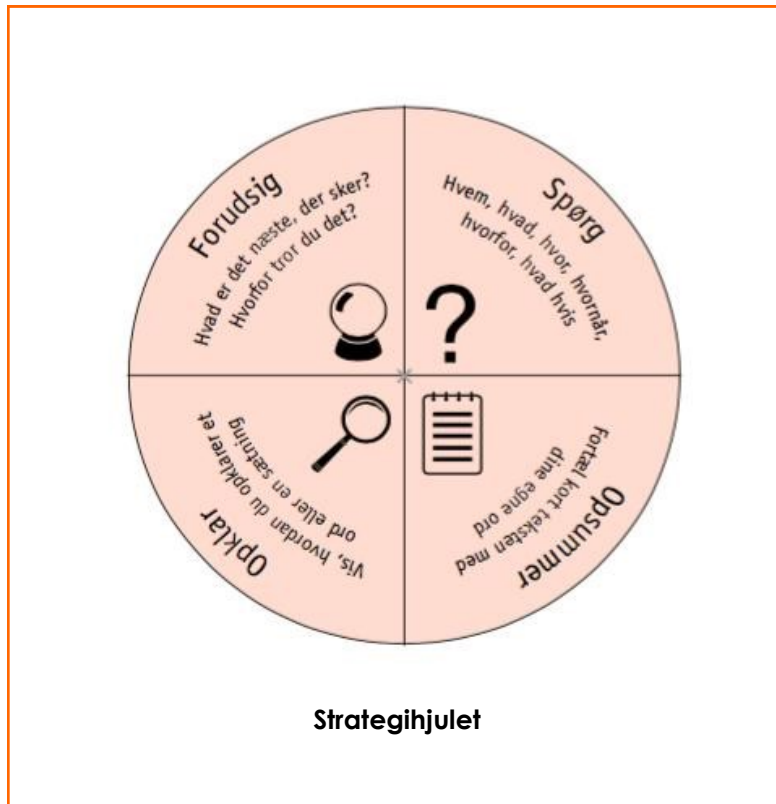 Forudsig
Hvad er det næste, der sker?
Hvorfor tror du det?
Spørg
Hvem, hvad, hvor, hvornår,
hvorfor, hvad hvis
?
Opsummer
Fortæl kort teksten med
dine egne ord
Opklar
Vis, hvordan du opklarer et
ord eller en sætning
Strategihjulet